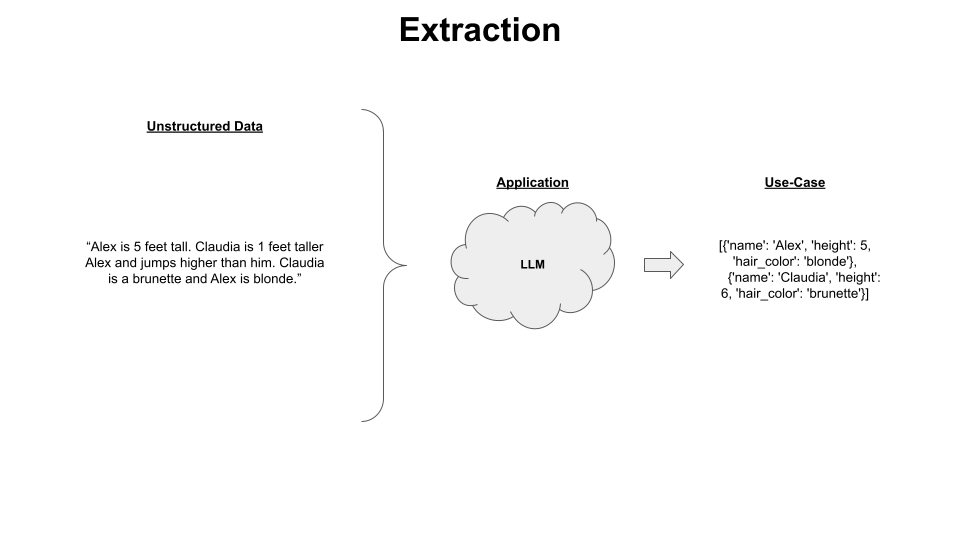 Extraction
Unstructured Data
“Alex is 5 feet tall. Claudia is 1 feet taller
Alex and jumps higher than him. Claudia
is a brunette and Alex is blonde.”
Application
LLM
Use-Case
[{'name': 'Alex', 'height': 5,
'hair_color': 'blonde'},
{'name': 'Claudia', 'height':
6, 'hair_color': 'brunette'}]